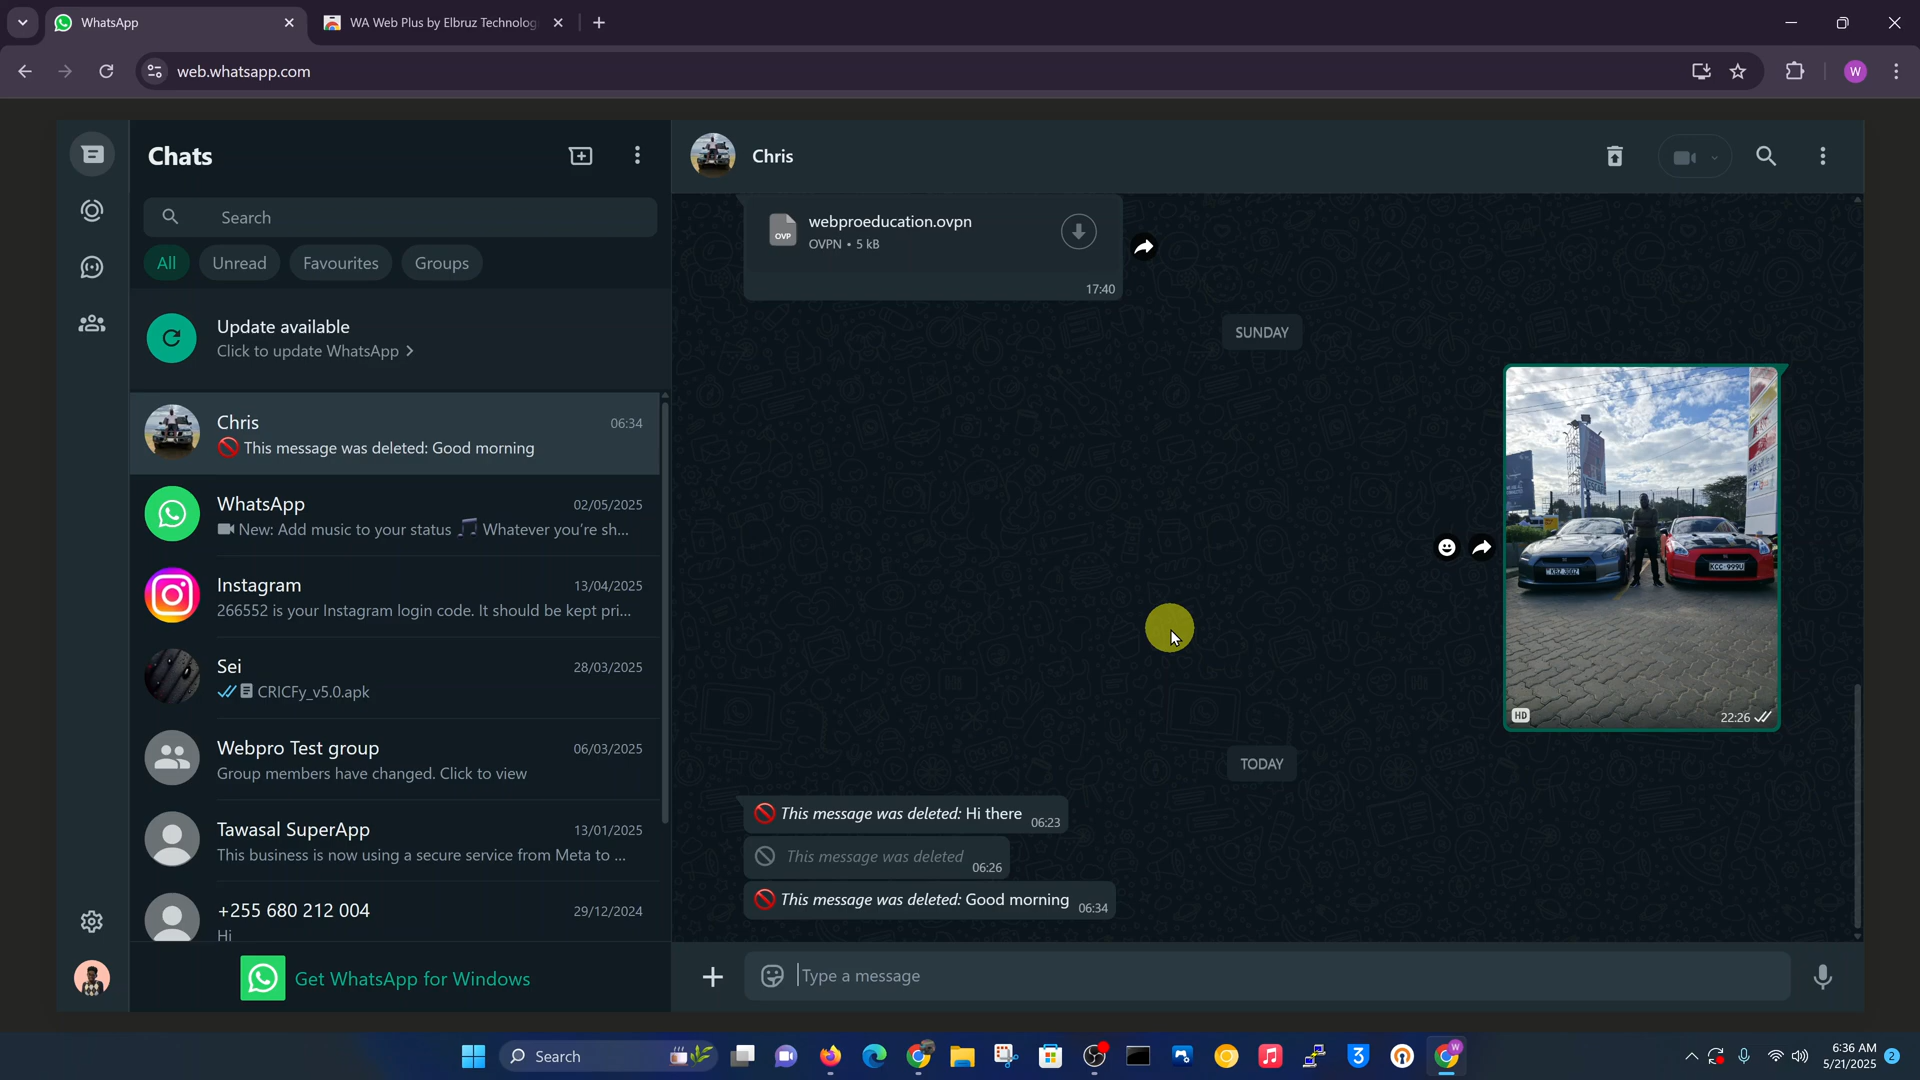 WhatsApp
WA Web Plus by Elbruz Technolog
web.whatsapp.com
W
Chats
Search
All
Unread
Favourites
Groups
Update available
Click to update WhatsApp
Chris
06:34
This message was deleted: Good morning
WhatsApp
02/05/2025
New: Add music to your status 🎵 Whatever you're sh...
Instagram
13/04/2025
266552 is your Instagram login code. It should be kept pri...
Sei
28/03/2025
CRICFy_v5.0.apk
Webpro Test group
06/03/2025
Group members have changed. Click to view
Tawasal SuperApp
13/01/2025
This business is now using a secure service from Meta to ...
+255 680 212 004
29/12/2024
Hi
Get WhatsApp for Windows
Chris
OVP
webproeducation.ovpn
OVPN • 5 kB
17:40
SUNDAY
KCC 999U
HD
22:26
TODAY
This message was deleted: Hi there
06:23
This message was deleted
06:26
This message was deleted: Good morning
06:34
Type a message
Search
W
6:36 AM
5/21/2025
2